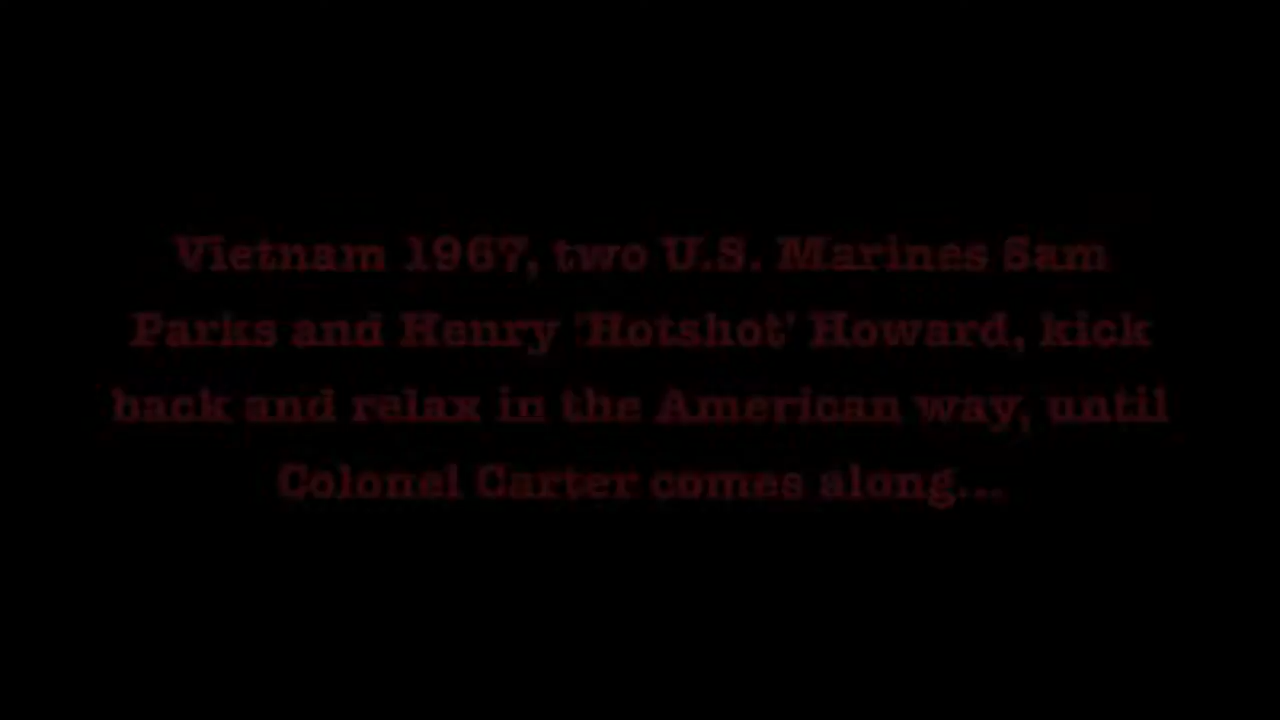 Vietnam 1967, two U.S. Marines Sam
Parks and Henry 'Hotshot' Howard, kick
back and relax in the American way, until
Colonel Carter comes along...